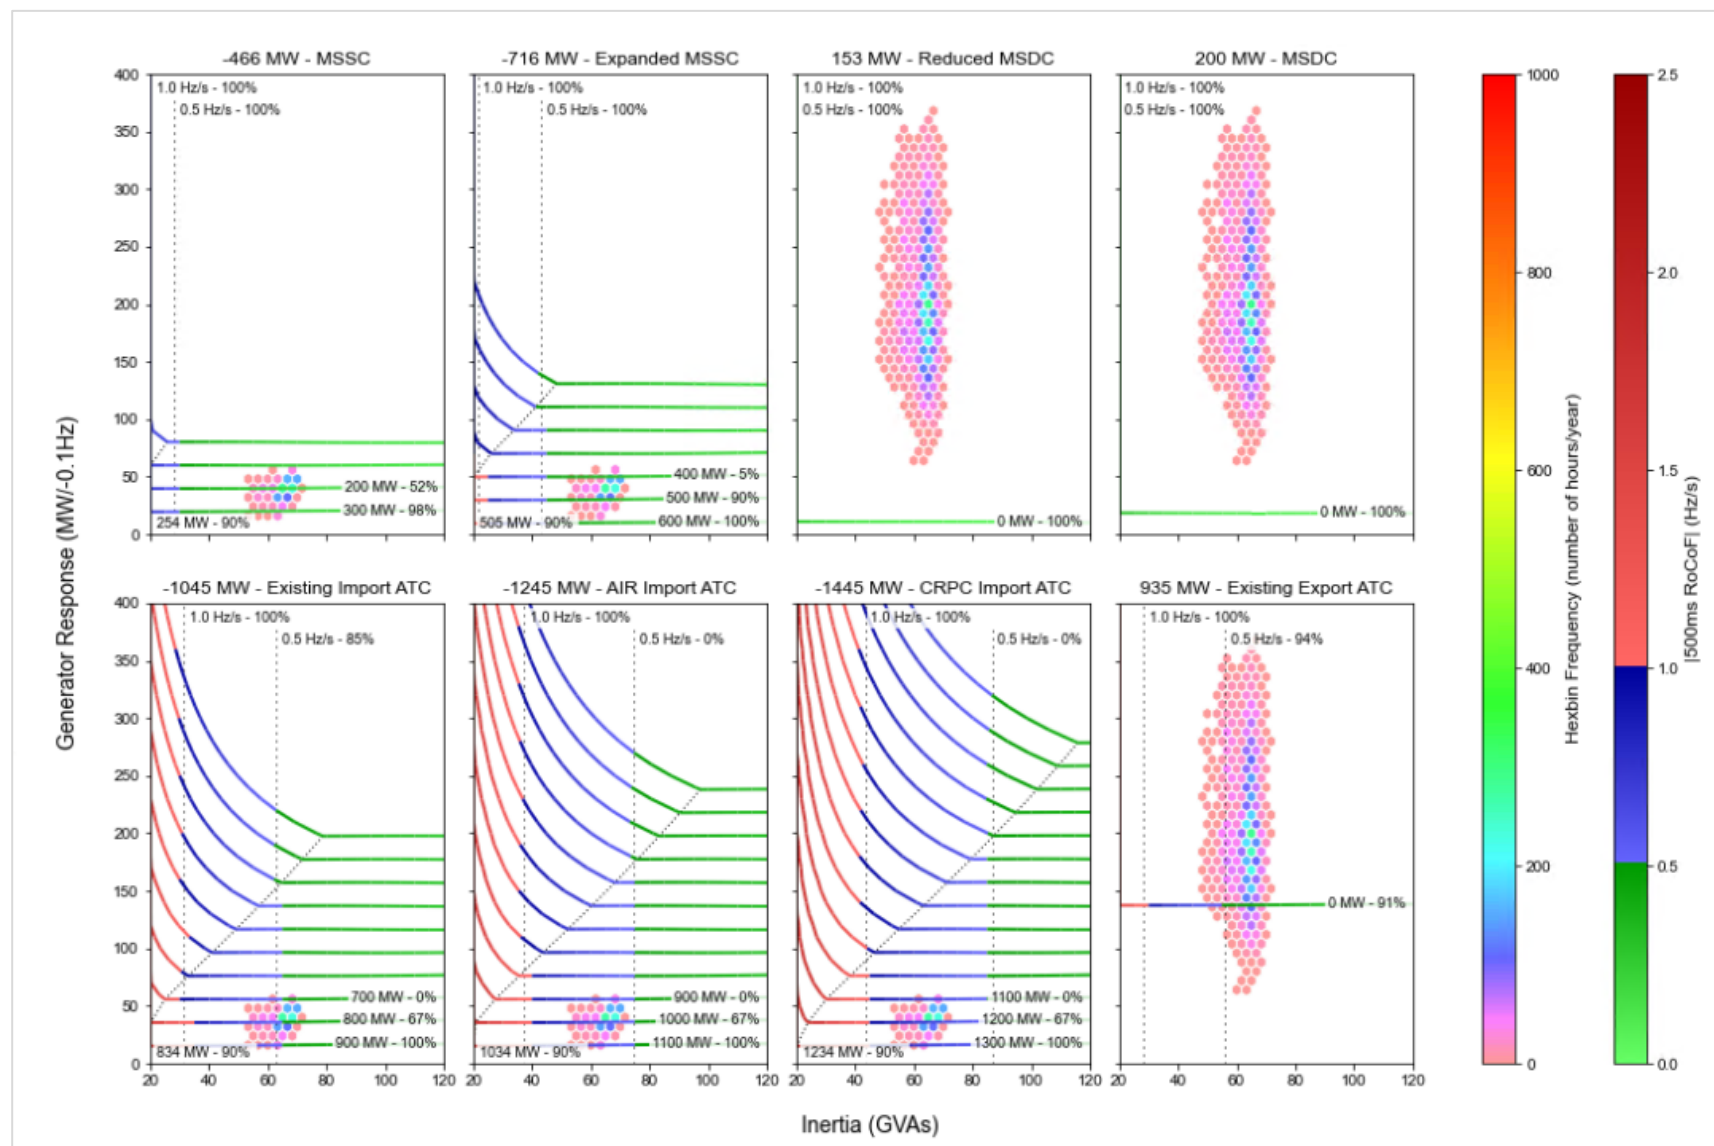 -466 MW - MSSC
-716 MW - Expanded MSSC
153 MW - Reduced MSDC
200 MW - MSDC
400
350
300
250
200
150
100
50
0
1.0 Hz/s - 100%
0.5 Hz/s - 100%
200 MW - 52%
300 MW - 98%
254 MW - 90%
1.0 Hz/s - 100%
0.5 Hz/s - 100%
400 MW - 5%
500 MW - 90%
600 MW - 100%
505 MW - 90%
1.0 Hz/s - 100%
0.5 Hz/s - 100%
0 MW - 100%
1.0 Hz/s - 100%
0.5 Hz/s - 100%
0 MW - 100%
Generator Response (MW/-0.1Hz)
-1045 MW - Existing Import ATC
-1245 MW - AIR Import ATC
-1445 MW - CRPC Import ATC
935 MW - Existing Export ATC
400
350
300
250
200
150
100
50
0
1.0 Hz/s - 100%
0.5 Hz/s - 85%
700 MW - 0%
800 MW - 67%
900 MW - 100%
834 MW - 90%
20 40 60 80 100 120
1.0 Hz/s - 100%
0.5 Hz/s - 0%
900 MW - 0%
1000 MW - 67%
1100 MW - 100%
1034 MW - 90%
20 40 60 80 100 120
1.0 Hz/s - 100%
0.5 Hz/s - 0%
1100 MW - 0%
1200 MW - 67%
1300 MW - 100%
1234 MW - 90%
20 40 60 80 100 120
1.0 Hz/s - 100%
0.5 Hz/s - 94%
0 MW - 91%
20 40 60 80 100 120
Inertia (GVAs)
1000
800
600
400
200
0
Hexbin Frequency (number of hours/year)
2.5
2.0
1.5
1.0
0.5
0.0
|500ms RoCoF| (Hz/s)